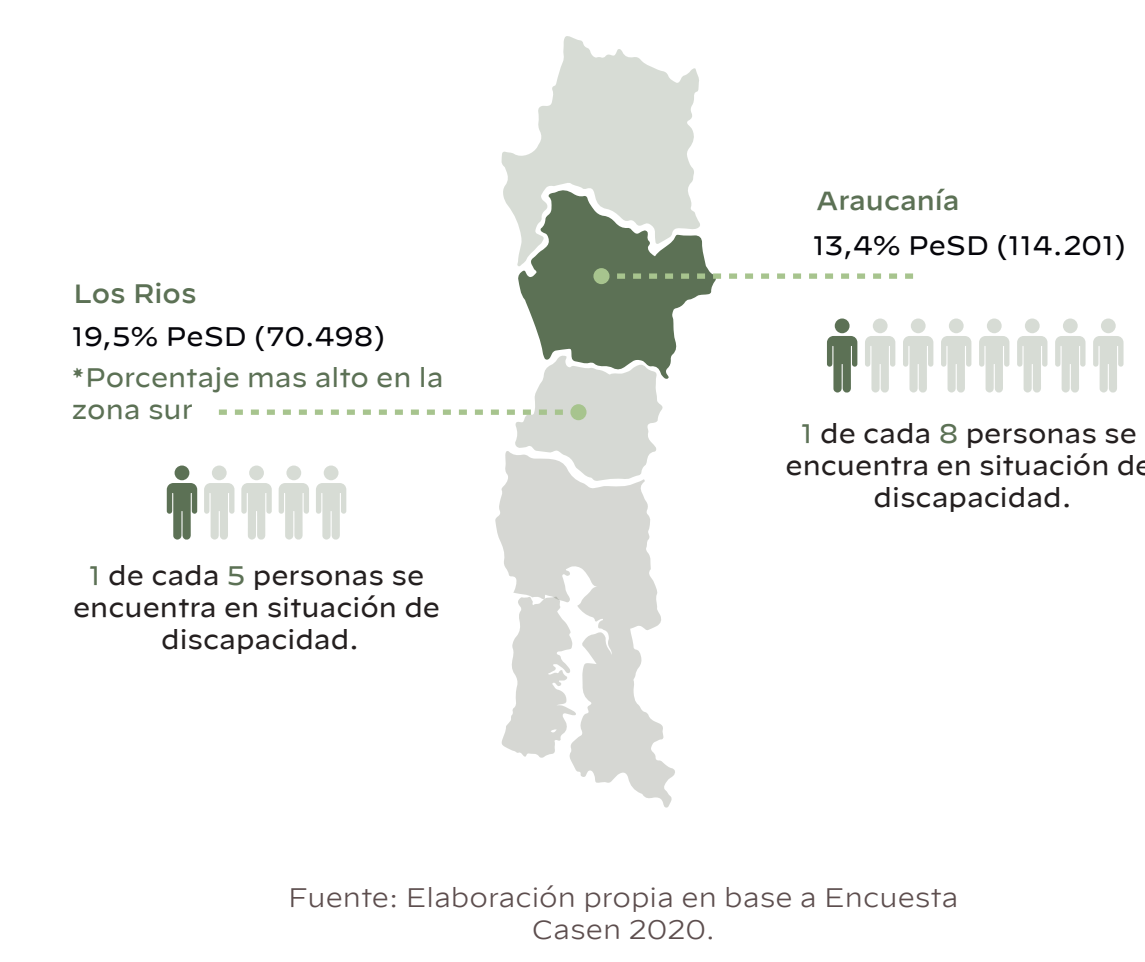 Araucanía
13,4% PeSD (114.201)
1 de cada 8 personas se
encuentra en situación de
discapacidad.
Los Rios
19,5% PeSD (70.498)
*Porcentaje mas alto en la
zona sur
1 de cada 5 personas se
encuentra en situación de
discapacidad.
Fuente: Elaboración propia en base a Encuesta
Casen 2020.